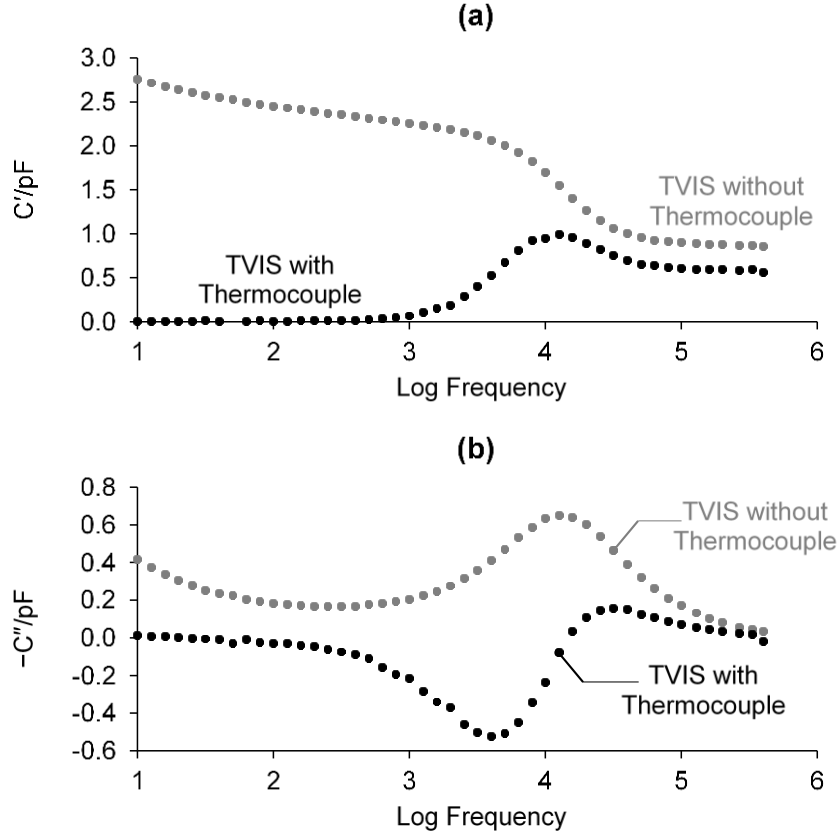 (a)
3.0
2.5
2.0
1.5
1.0
0.5
0.0
C′/pF
TVIS without
Thermocouple
TVIS with
Thermocouple
1 2 3 4 5 6
Log Frequency
(b)
0.8
0.6
0.4
0.2
0.0
-0.2
-0.4
-0.6
−C″/pF
TVIS without
Thermocouple
TVIS with
Thermocouple
1 2 3 4 5 6
Log Frequency